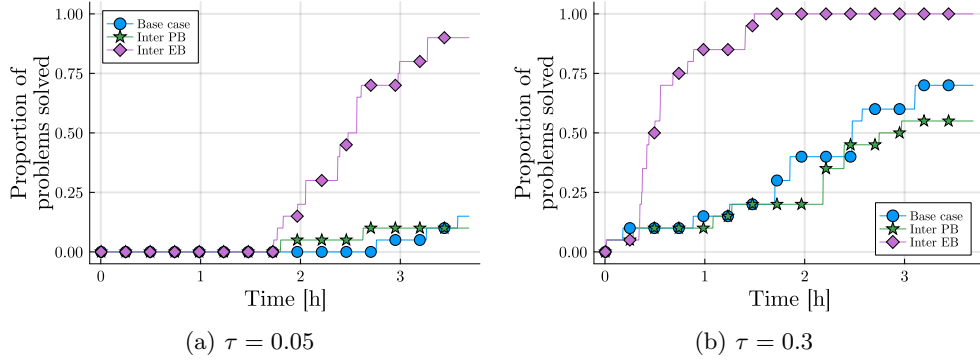 Proportion of
problems solved
1.00
0.75
0.50
0.25
0.00
Base case
Inter PB
Inter EB
0 1 2 3
Time [h]
(a) τ = 0.05
Proportion of
problems solved
1.00
0.75
0.50
0.25
0.00
Base case
Inter PB
Inter EB
0 1 2 3
Time [h]
(b) τ = 0.3